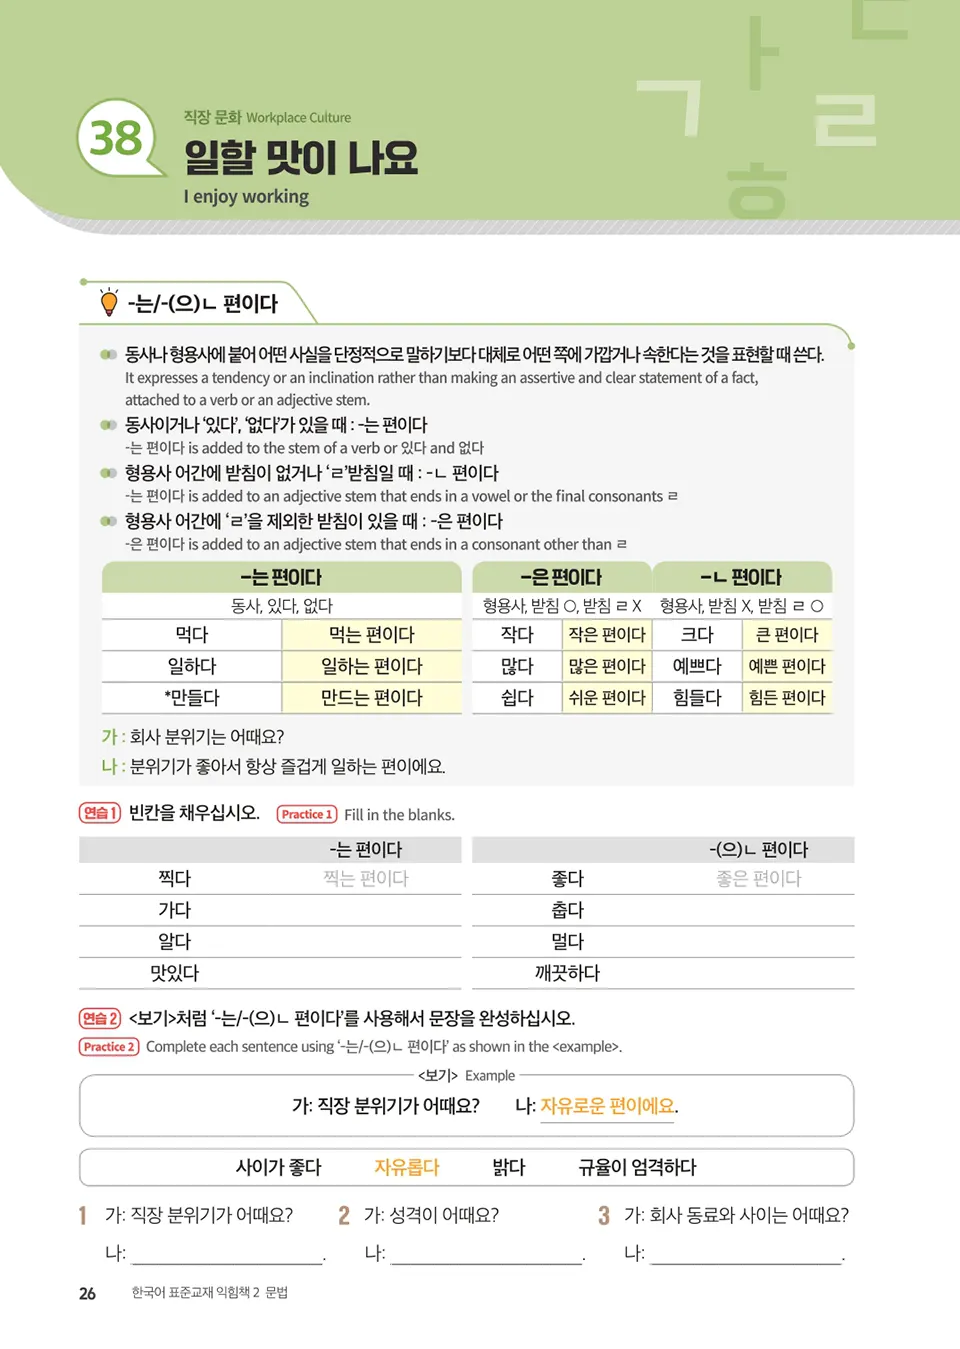 38
직장 문화 Workplace Culture
일할 맛이 나요
I enjoy working
ㄱ ㅏ ㄷ ㄹ ㅎ
-는/-(으)ㄴ 편이다
동사나 형용사에 붙어 어떤 사실을 단정적으로 말하기보다 대체로 어떤 쪽에 가깝거나 속한다는 것을 표현할 때 쓴다.
It expresses a tendency or an inclination rather than making an assertive and clear statement of a fact,
attached to a verb or an adjective stem.
동사이거나 ‘있다’, ‘없다’가 있을 때 : -는 편이다
-는 편이다 is added to the stem of a verb or 있다 and 없다
형용사 어간에 받침이 없거나 ‘ㄹ’받침일 때 : -ㄴ 편이다
-는 편이다 is added to an adjective stem that ends in a vowel or the final consonants ㄹ
형용사 어간에 ‘ㄹ’을 제외한 받침이 있을 때 : -은 편이다
-은 편이다 is added to an adjective stem that ends in a consonant other than ㄹ
-는 편이다 -은 편이다 -ㄴ 편이다
동사, 있다, 없다 형용사, 받침 O, 받침 ㄹ X 형용사, 받침 X, 받침 ㄹ O
먹다 먹는 편이다 작다 작은 편이다 크다 큰 편이다
일하다 일하는 편이다 많다 많은 편이다 예쁘다 예쁜 편이다
*만들다 만드는 편이다 쉽다 쉬운 편이다 힘들다 힘든 편이다
가 : 회사 분위기는 어때요?
나 : 분위기가 좋아서 항상 즐겁게 일하는 편이에요.
연습 1 빈칸을 채우십시오. Practice 1 Fill in the blanks.
-는 편이다 -(으)ㄴ 편이다
찍다 찍는 편이다 좋다 좋은 편이다
가다 춥다
알다 멀다
맛있다 깨끗하다
연습 2 <보기>처럼 ‘-는/-(으)ㄴ 편이다’를 사용해서 문장을 완성하십시오.
Practice 2 Complete each sentence using ‘-는/-(으)ㄴ 편이다’ as shown in the <example>.
<보기> Example
가: 직장 분위기가 어때요? 나: 자유로운 편이에요.
사이가 좋다 자유롭다 밝다 규율이 엄격하다
1 가: 직장 분위기가 어때요? 2 가: 성격이 어때요? 3 가: 회사 동료와 사이는 어때요?
나: . 나: . 나: .
26 한국어 표준교재 익힘책 2 문법